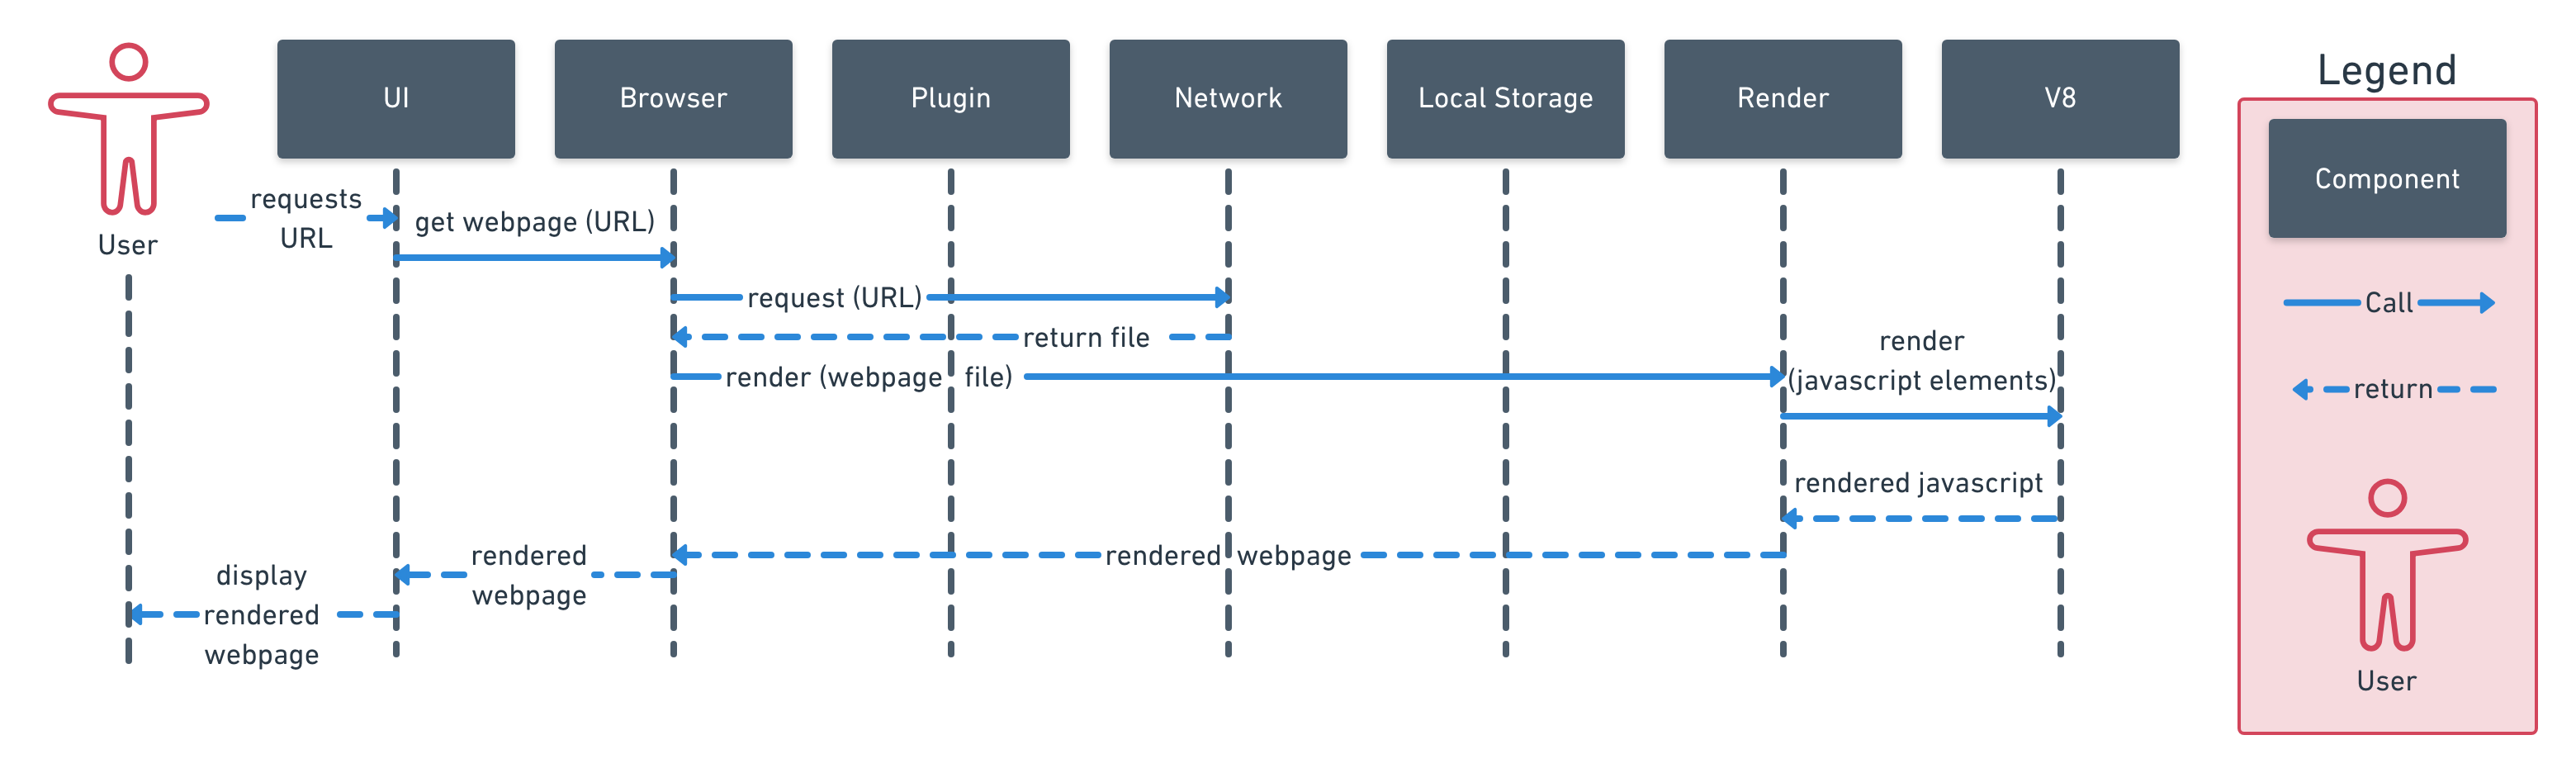 UI
Browser
Plugin
Network
Local Storage
Render
V8
Legend
Component
requests
URL
User
get webpage (URL)
request (URL)
Call
return file
render
(javascript elements)
render (webpage file)
return
rendered javascript
rendered webpage
rendered
webpage
display
rendered
webpage
User